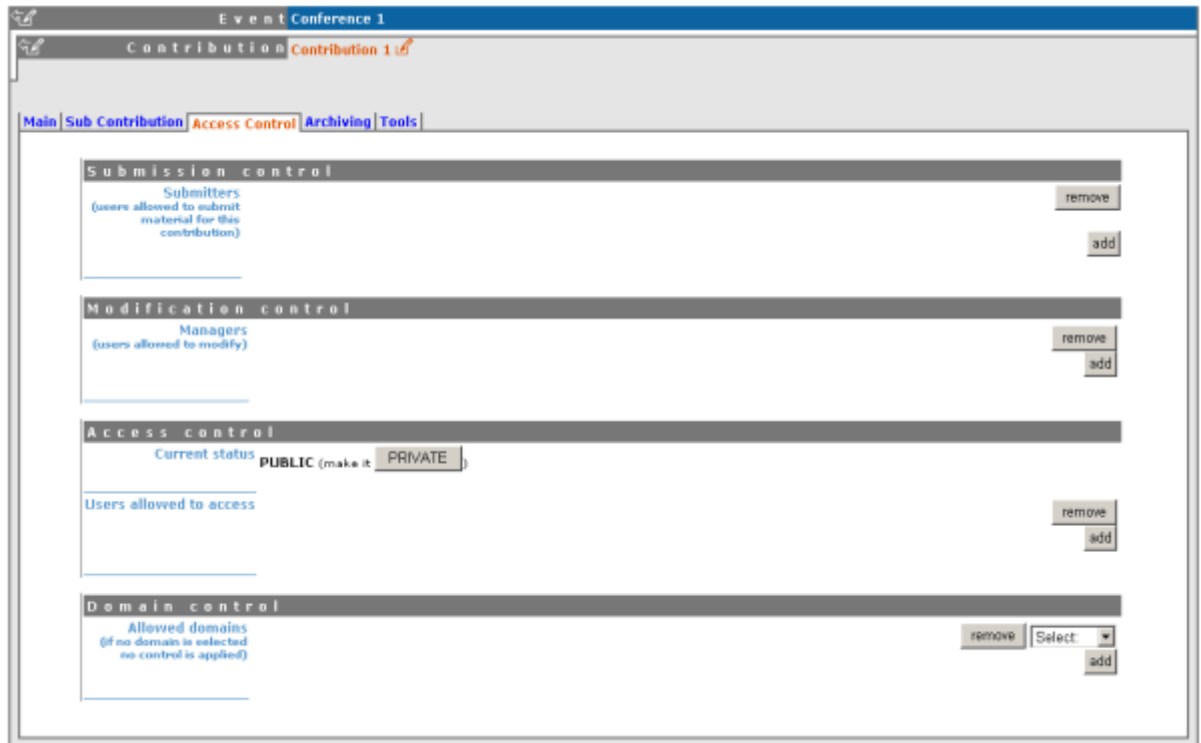 Event Conference 1
Contribution Contribution 1
Main Sub Contribution Access Control Archiving Tools
Submission control
Submitters
(users allowed to submit
material for this
contribution)
remove
add
Modification control
Managers
(users allowed to modify)
remove
add
Access control
Current status PUBLIC (make it PRIVATE )
Users allowed to access
remove
add
Domain control
Allowed domains
(if no domain is selected
no control is applied)
remove Select:
add